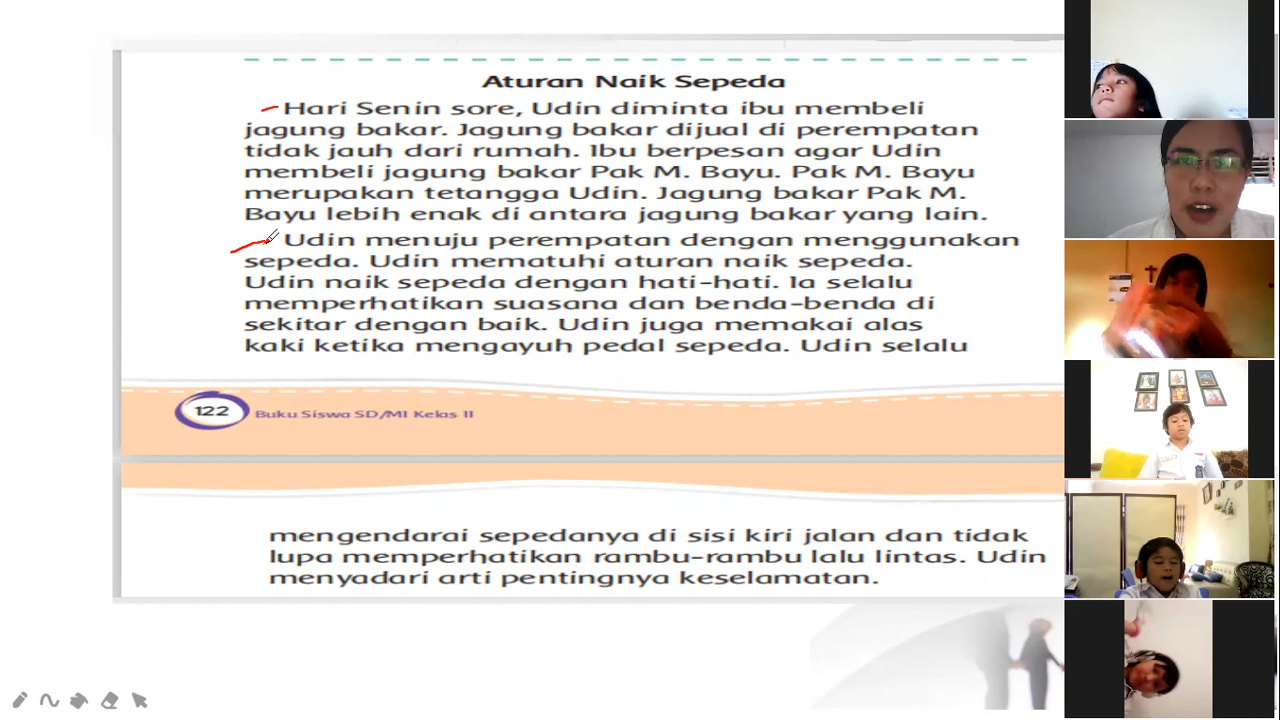 Aturan Naik Sepeda
Hari Senin sore, Udin diminta ibu membeli
jagung bakar. Jagung bakar dijual di perempatan
tidak jauh dari rumah. Ibu berpesan agar Udin
membeli jagung bakar Pak M. Bayu. Pak M. Bayu
merupakan tetangga Udin. Jagung bakar Pak M.
Bayu lebih enak di antara jagung bakar yang lain.
Udin menuju perempatan dengan menggunakan
sepeda. Udin mematuhi aturan naik sepeda.
Udin naik sepeda dengan hati-hati. Ia selalu
memperhatikan suasana dan benda-benda di
sekitar dengan baik. Udin juga memakai alas
kaki ketika mengayuh pedal sepeda. Udin selalu
122 Buku Siswa SD/MI Kelas II
mengendarai sepedanya di sisi kiri jalan dan tidak
lupa memperhatikan rambu-rambu lalu lintas. Udin
menyadari arti pentingnya keselamatan.